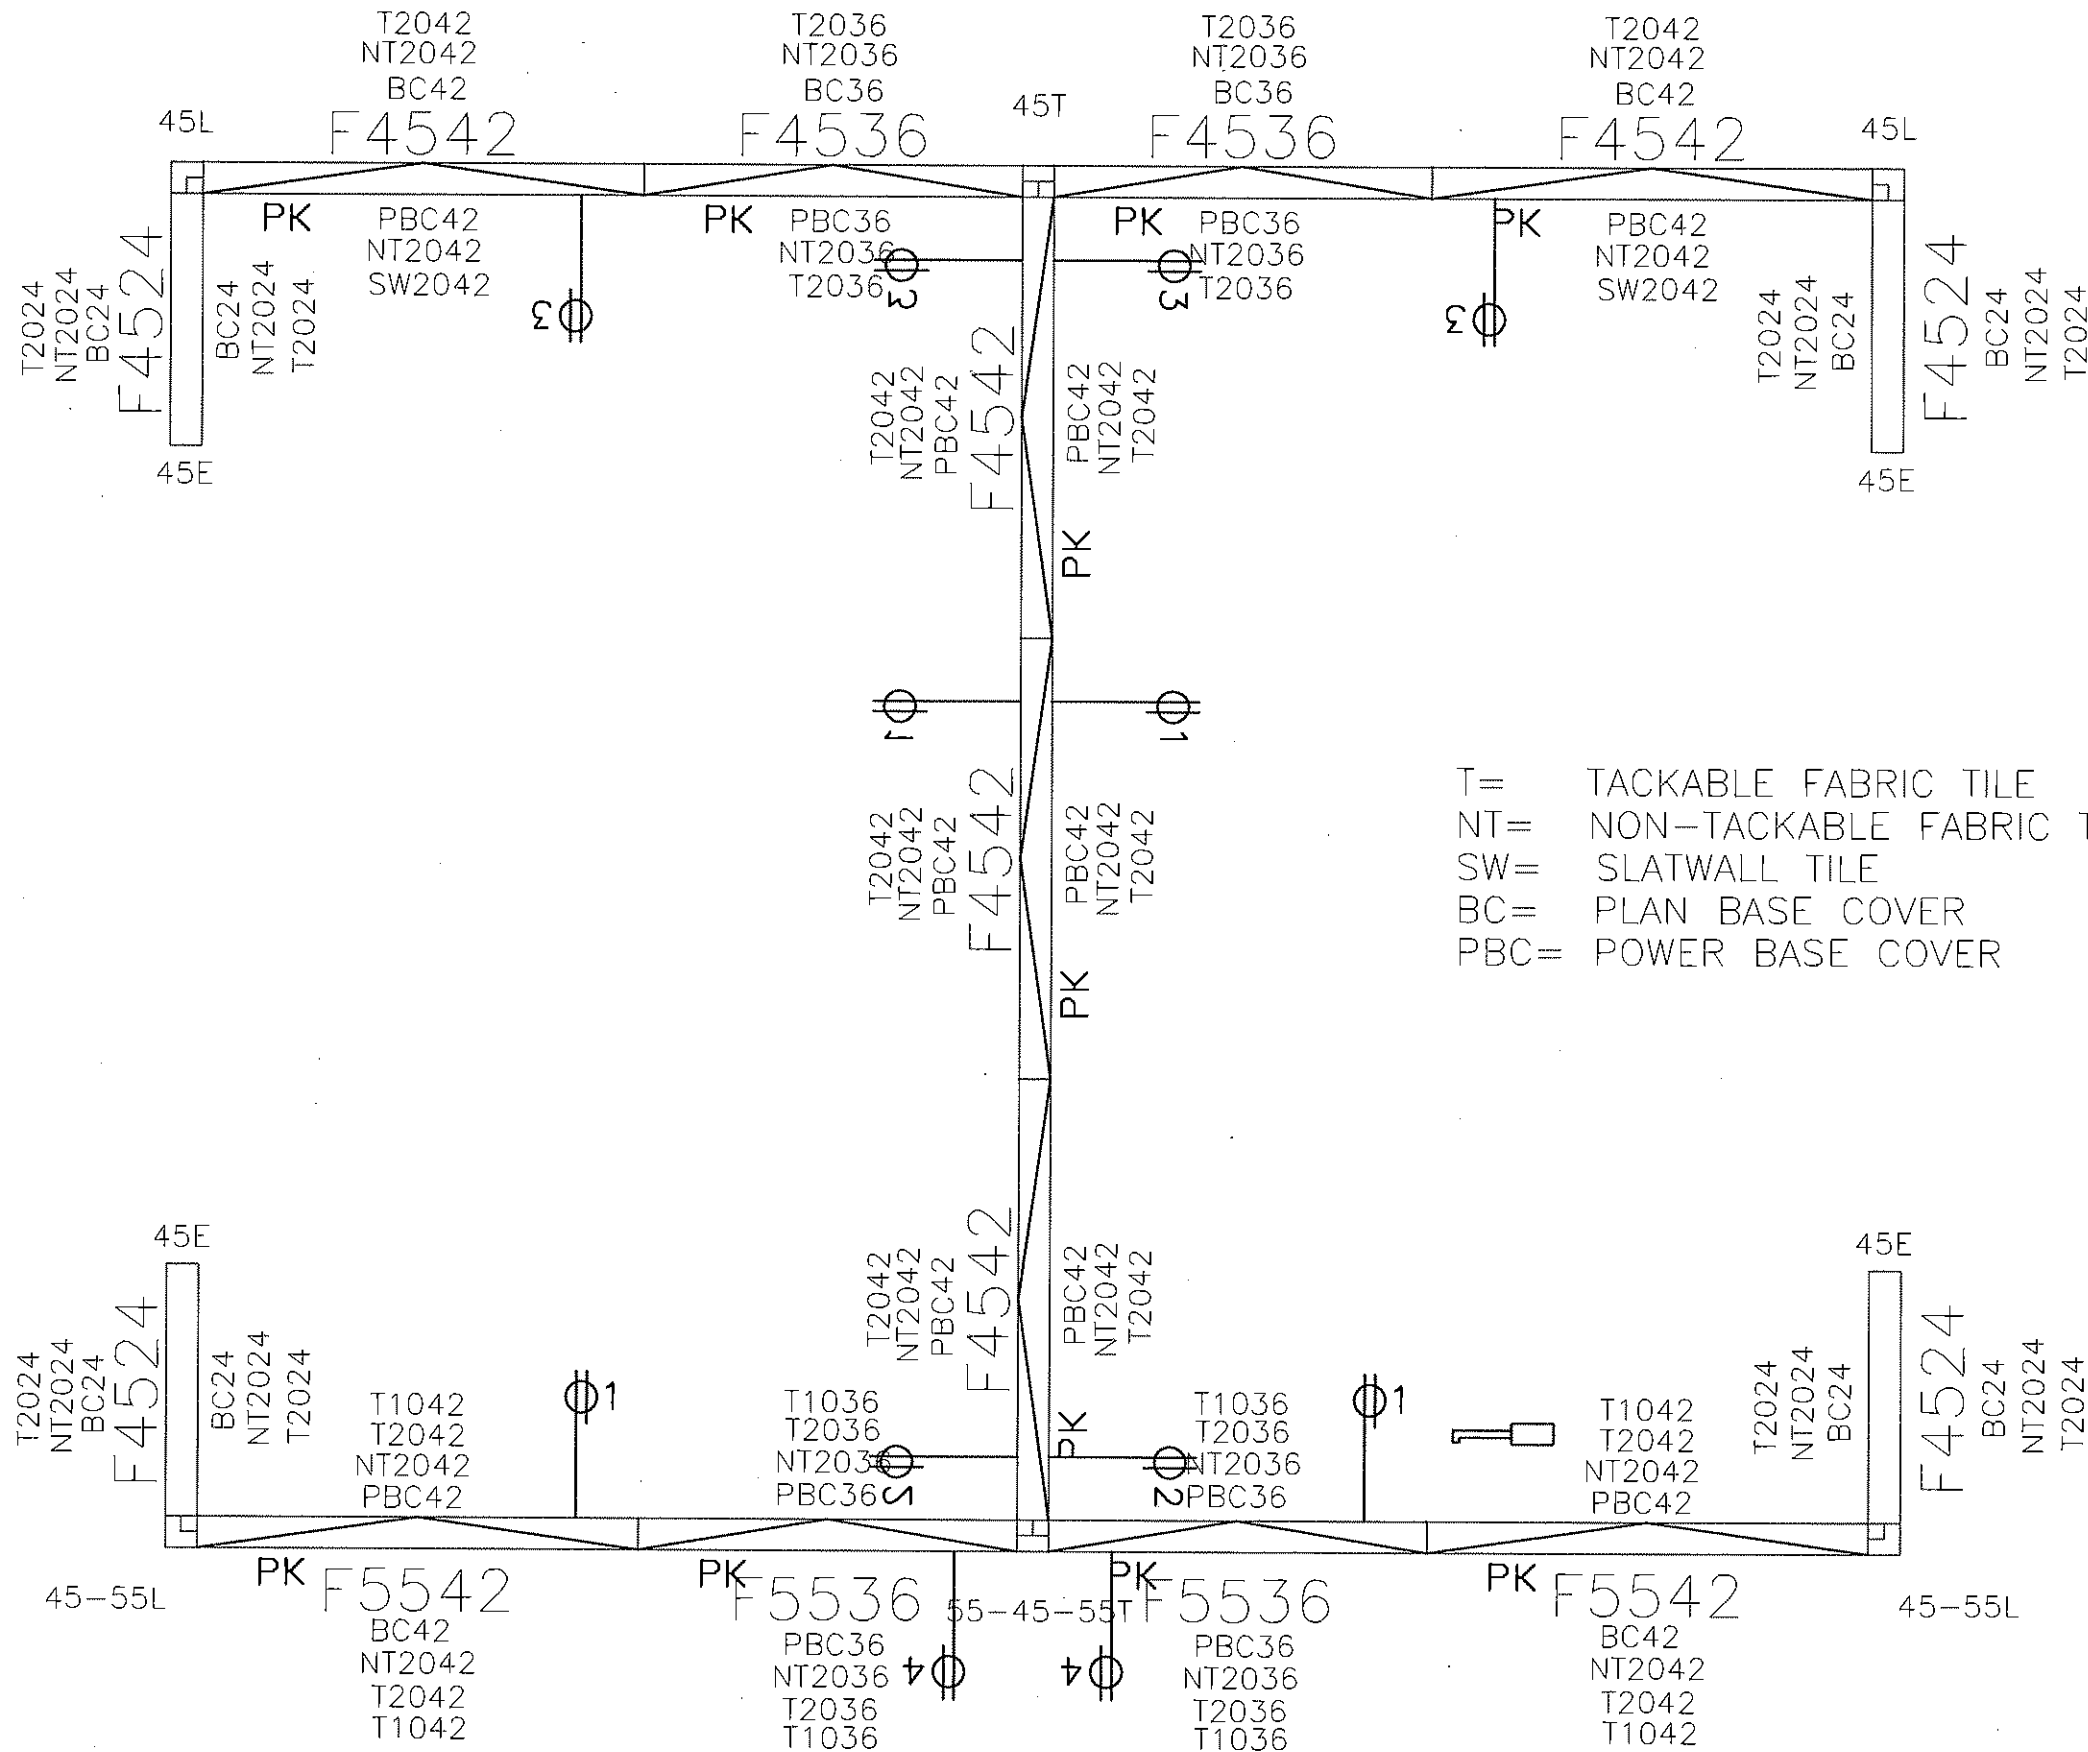 T2042
NT2042
BC42
F4542
T2036
NT2036
BC36
F4536
T2036
NT2036
BC36
F4536
T2042
NT2042
BC42
F4542
45L
45T
45L
PK
PBC42
NT2042
SW2042
3
PK
PBC36
NT2036
T2036
3
PK
PBC36
NT2036
T2036
3
PK
PBC42
NT2042
SW2042
3
T2024
NT2024
BC24
F4524
BC24
NT2024
T2024
45E
T2024
NT2024
BC24
F4524
BC24
NT2024
T2024
45E
T2042
NT2042
PBC42
F4542
PBC42
NT2042
T2042
PK
1
1
T2042
NT2042
PBC42
F4542
PBC42
NT2042
T2042
PK
T= TACKABLE FABRIC TILE
NT= NON-TACKABLE FABRIC T
SW= SLATWALL TILE
BC= PLAN BASE COVER
PBC= POWER BASE COVER
T2042
NT2042
PBC42
F4542
PBC42
NT2042
T2042
PK
45E
T2024
NT2024
BC24
F4524
BC24
NT2024
T2024
45E
T2024
NT2024
BC24
F4524
BC24
NT2024
T2024
T1042
T2042
NT2042
PBC42
1
T1036
T2036
NT2036
PBC36
2
T1036
T2036
NT2036
PBC36
2
1
T1042
T2042
NT2042
PBC42
45-55L
PK
F5542
BC42
NT2042
T2042
T1042
PK
F5536
PBC36
NT2036
T2036
T1036
4
55-45-55T
PK
F5536
PBC36
NT2036
T2036
T1036
4
PK
F5542
BC42
NT2042
T2042
T1042
45-55L